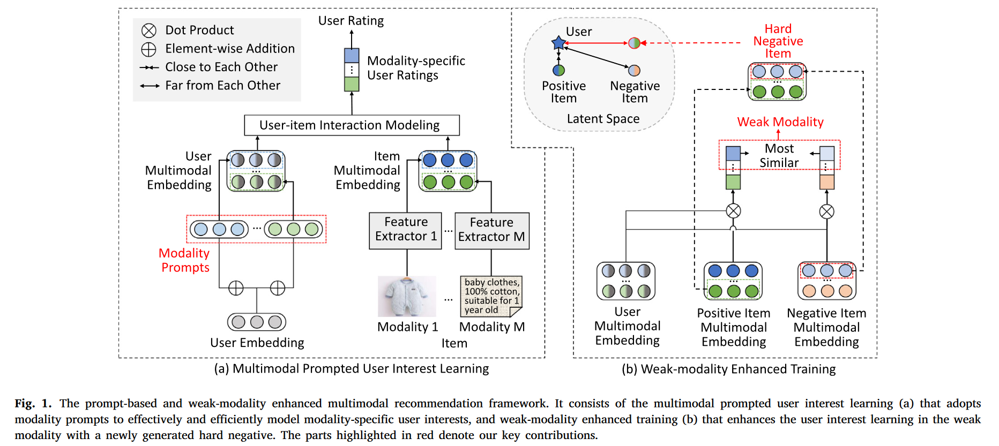 Dot Product
Element-wise Addition
Close to Each Other
Far from Each Other
User Rating
Modality-specific
User Ratings
User-item Interaction Modeling
User
Multimodal
Embedding
Item
Multimodal
Embedding
Modality
Prompts
...
Feature
Extractor 1
...
Feature
Extractor M
baby clothes,
100% cotton,
suitable for 1
year old
...
Modality 1
Modality M
User Embedding
Item
(a) Multimodal Prompted User Interest Learning
User
Positive
Item
Negative
Item
Latent Space
Hard
Negative
Item
Weak Modality
Most
Similar
User
Multimodal
Embedding
Positive Item
Multimodal
Embedding
Negative Item
Multimodal
Embedding
(b) Weak-modality Enhanced Training
Fig. 1. The prompt-based and weak-modality enhanced multimodal recommendation framework. It consists of the multimodal prompted user interest learning (a) that adopts
modality prompts to effectively and efficiently model modality-specific user interests, and weak-modality enhanced training (b) that enhances the user interest learning in the weak
modality with a newly generated hard negative. The parts highlighted in red denote our key contributions.